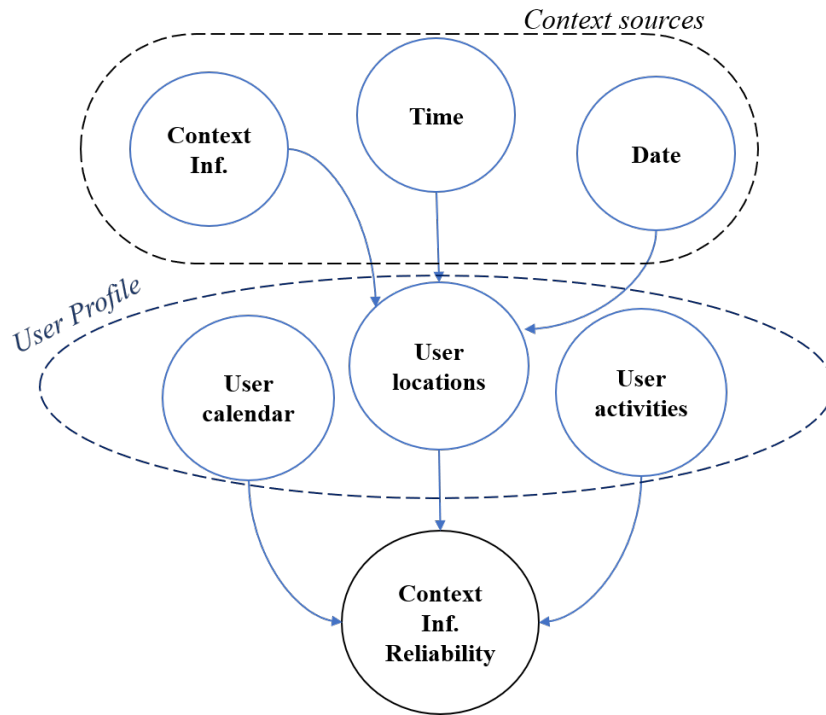 Context sources
Context
Inf.
Time
Date
User Profile
User
calendar
User
locations
User
activities
Context
Inf.
Reliability